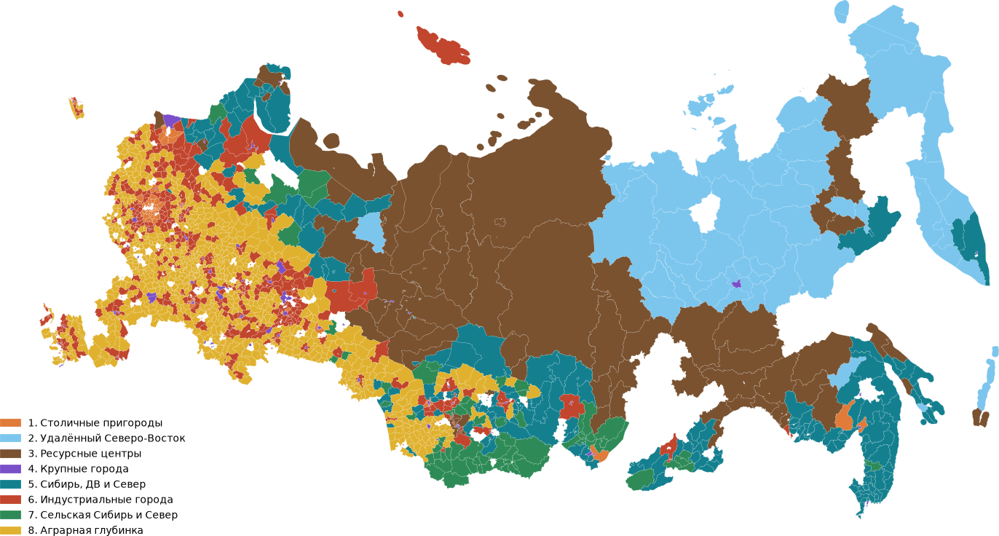 1. Столичные пригороды
2. Удалённый Северо-Восток
3. Ресурсные центры
4. Крупные города
5. Сибирь, ДВ и Север
6. Индустриальные города
7. Сельская Сибирь и Север
8. Аграрная глубинка